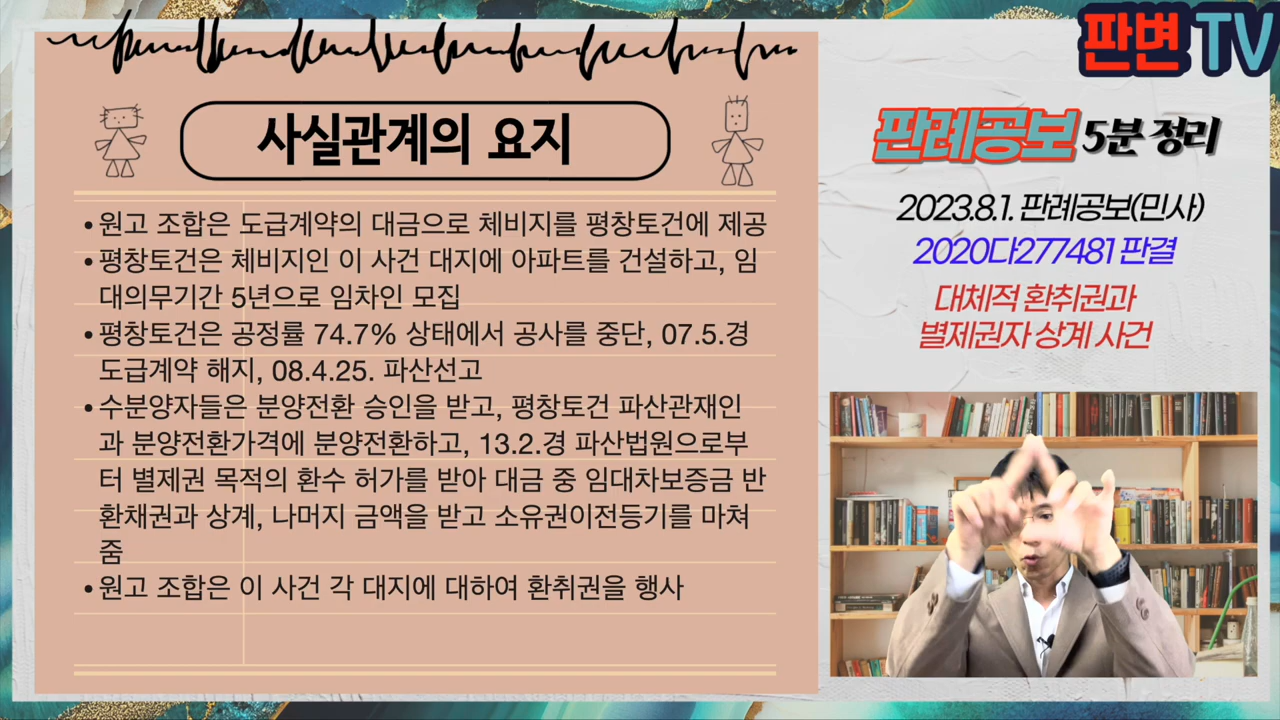 판변 TV
사실관계의 요지
• 원고 조합은 도급계약의 대금으로 체비지를 평창토건에 제공
• 평창토건은 체비지인 이 사건 대지에 아파트를 건설하고, 임
대의무기간 5년으로 임차인 모집
• 평창토건은 공정률 74.7% 상태에서 공사를 중단, 07.5.경
도급계약 해지, 08.4.25. 파산선고
• 수분양자들은 분양전환 승인을 받고, 평창토건 파산관재인
과 분양전환가격에 분양전환하고, 13.2.경 파산법원으로부
터 별제권 목적의 환수 허가를 받아 대금 중 임대차보증금 반
환채권과 상계, 나머지 금액을 받고 소유권이전등기를 마쳐
줌
• 원고 조합은 이 사건 각 대지에 대하여 환취권을 행사
판례공보 5분 정리
2023.8.1. 판례공보(민사)
2020다277481 판결
대체적 환취권과
별제권자 상계 사건